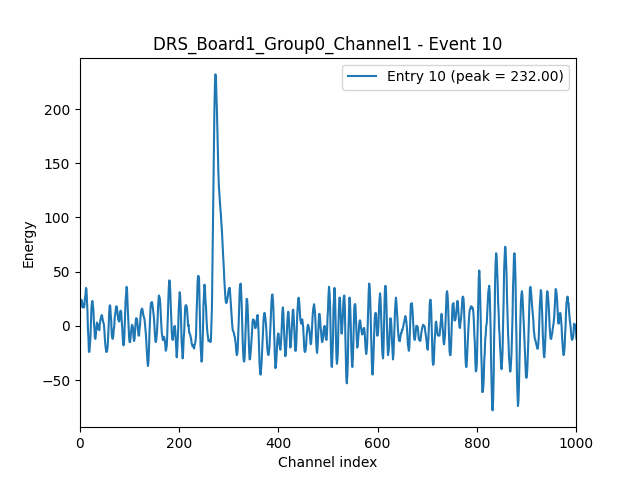 DRS_Board1_Group0_Channel1 - Event 10
Entry 10 (peak = 232.00)
Energy
200
150
100
50
0
−50
0 200 400 600 800 1000
Channel index